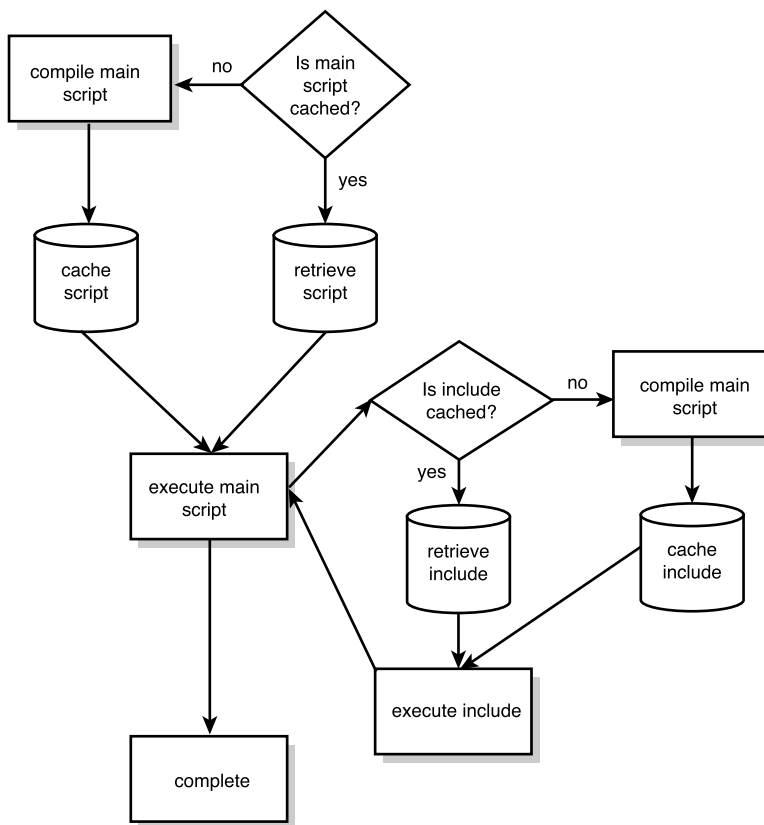 Is main
script
cached?
no
compile main
script
yes
cache
script
retrieve
script
Is include
cached?
no
compile main
script
yes
execute main
script
retrieve
include
cache
include
execute include
complete